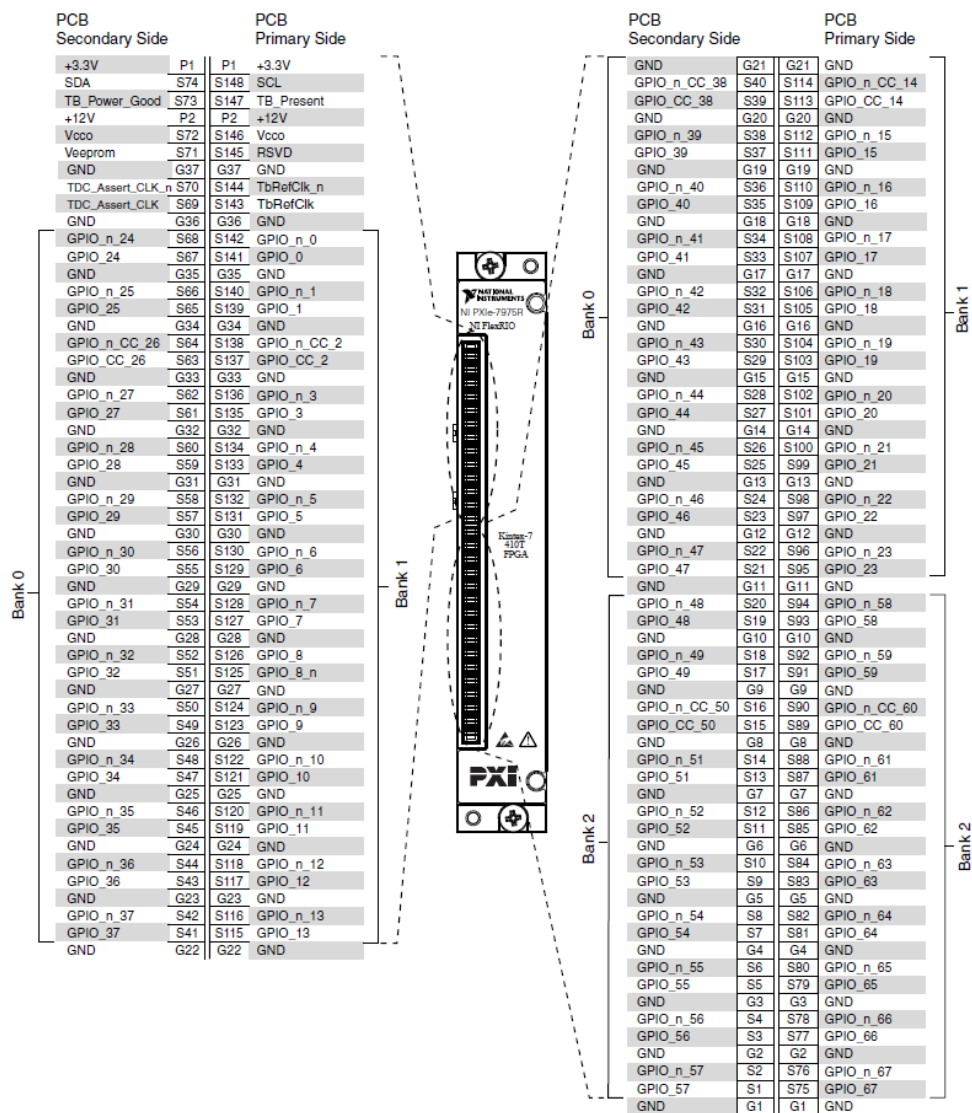 PCB Secondary Side PCB Primary Side
+3.3V P1 P1 +3.3V
SDA S74 S148 SCL
TB_Power_Good S73 S147 TB_Present
+12V P2 P2 +12V
Vcco S72 S146 Vcco
Veeprom S71 S145 RSVD
GND G37 G37 GND
TDC_Assert_CLK_n S70 S144 TbRefClk_n
TDC_Assert_CLK S69 S143 TbRefClk
GND G36 G36 GND
GPIO_n_24 S68 S142 GPIO_n_0
GPIO_24 S67 S141 GPIO_0
GND G35 G35 GND
GPIO_n_25 S66 S140 GPIO_n_1
GPIO_25 S65 S139 GPIO_1
GND G34 G34 GND
GPIO_n_CC_26 S64 S138 GPIO_n_CC_2
GPIO_CC_26 S63 S137 GPIO_CC_2
GND G33 G33 GND
GPIO_n_27 S62 S136 GPIO_n_3
GPIO_27 S61 S135 GPIO_3
GND G32 G32 GND
GPIO_n_28 S60 S134 GPIO_n_4
GPIO_28 S59 S133 GPIO_4
GND G31 G31 GND
GPIO_n_29 S58 S132 GPIO_n_5
GPIO_29 S57 S131 GPIO_5
GND G30 G30 GND
GPIO_n_30 S56 S130 GPIO_n_6
GPIO_30 S55 S129 GPIO_6
GND G29 G29 GND
GPIO_n_31 S54 S128 GPIO_n_7
GPIO_31 S53 S127 GPIO_7
GND G28 G28 GND
GPIO_n_32 S52 S126 GPIO_8
GPIO_32 S51 S125 GPIO_8_n
GND G27 G27 GND
GPIO_n_33 S50 S124 GPIO_n_9
GPIO_33 S49 S123 GPIO_9
GND G26 G26 GND
GPIO_n_34 S48 S122 GPIO_n_10
GPIO_34 S47 S121 GPIO_10
GND G25 G25 GND
GPIO_n_35 S46 S120 GPIO_n_11
GPIO_35 S45 S119 GPIO_11
GND G24 G24 GND
GPIO_n_36 S44 S118 GPIO_n_12
GPIO_36 S43 S117 GPIO_12
GND G23 G23 GND
GPIO_n_37 S42 S116 GPIO_n_13
GPIO_37 S41 S115 GPIO_13
GND G22 G22 GND
Bank 0
Bank 1
NATIONAL
INSTRUMENTS
NI PXIe-7975R
NI FlexRIO
Kintex-7
410T
FPGA
PXI
PCB Secondary Side PCB Primary Side
GND G21 G21 GND
GPIO_n_CC_38 S40 S114 GPIO_n_CC_14
GPIO_CC_38 S39 S113 GPIO_CC_14
GND G20 G20 GND
GPIO_n_39 S38 S112 GPIO_n_15
GPIO_39 S37 S111 GPIO_15
GND G19 G19 GND
GPIO_n_40 S36 S110 GPIO_n_16
GPIO_40 S35 S109 GPIO_16
GND G18 G18 GND
GPIO_n_41 S34 S108 GPIO_n_17
GPIO_41 S33 S107 GPIO_17
GND G17 G17 GND
GPIO_n_42 S32 S106 GPIO_n_18
GPIO_42 S31 S105 GPIO_18
GND G16 G16 GND
GPIO_n_43 S30 S104 GPIO_n_19
GPIO_43 S29 S103 GPIO_19
GND G15 G15 GND
GPIO_n_44 S28 S102 GPIO_n_20
GPIO_44 S27 S101 GPIO_20
GND G14 G14 GND
GPIO_n_45 S26 S100 GPIO_n_21
GPIO_45 S25 S99 GPIO_21
GND G13 G13 GND
GPIO_n_46 S24 S98 GPIO_n_22
GPIO_46 S23 S97 GPIO_22
GND G12 G12 GND
GPIO_n_47 S22 S96 GPIO_n_23
GPIO_47 S21 S95 GPIO_23
GND G11 G11 GND
GPIO_n_48 S20 S94 GPIO_n_58
GPIO_48 S19 S93 GPIO_58
GND G10 G10 GND
GPIO_n_49 S18 S92 GPIO_n_59
GPIO_49 S17 S91 GPIO_59
GND G9 G9 GND
GPIO_n_CC_50 S16 S90 GPIO_n_CC_60
GPIO_CC_50 S15 S89 GPIO_CC_60
GND G8 G8 GND
GPIO_n_51 S14 S88 GPIO_n_61
GPIO_51 S13 S87 GPIO_61
GND G7 G7 GND
GPIO_n_52 S12 S86 GPIO_n_62
GPIO_52 S11 S85 GPIO_62
GND G6 G6 GND
GPIO_n_53 S10 S84 GPIO_n_63
GPIO_53 S9 S83 GPIO_63
GND G5 G5 GND
GPIO_n_54 S8 S82 GPIO_n_64
GPIO_54 S7 S81 GPIO_64
GND G4 G4 GND
GPIO_n_55 S6 S80 GPIO_n_65
GPIO_55 S5 S79 GPIO_65
GND G3 G3 GND
GPIO_n_56 S4 S78 GPIO_n_66
GPIO_56 S3 S77 GPIO_66
GND G2 G2 GND
GPIO_n_57 S2 S76 GPIO_n_67
GPIO_57 S1 S75 GPIO_67
GND G1 G1 GND
Bank 0
Bank 1
Bank 2
Bank 2